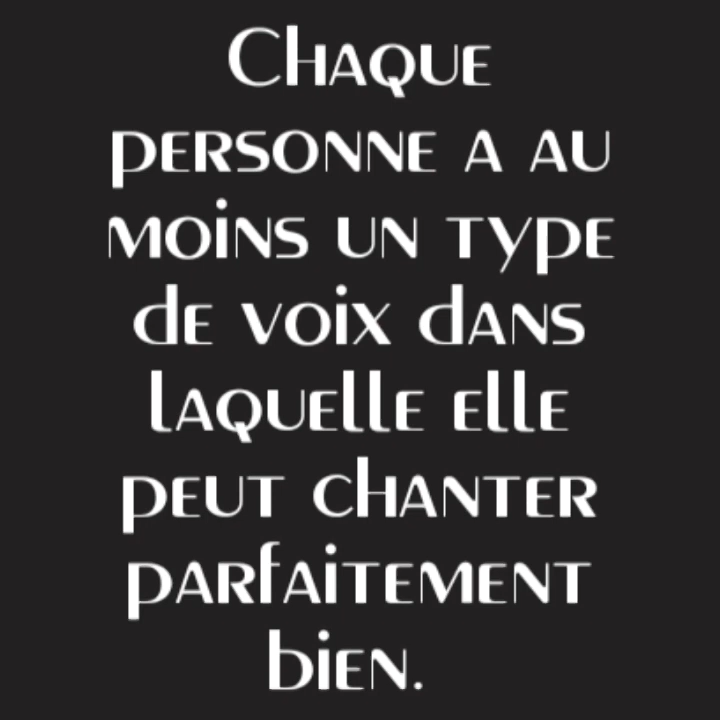 Chaque
personne a au
moins un type
de voix dans
laquelle elle
peut chanter
parfaitement
bien.